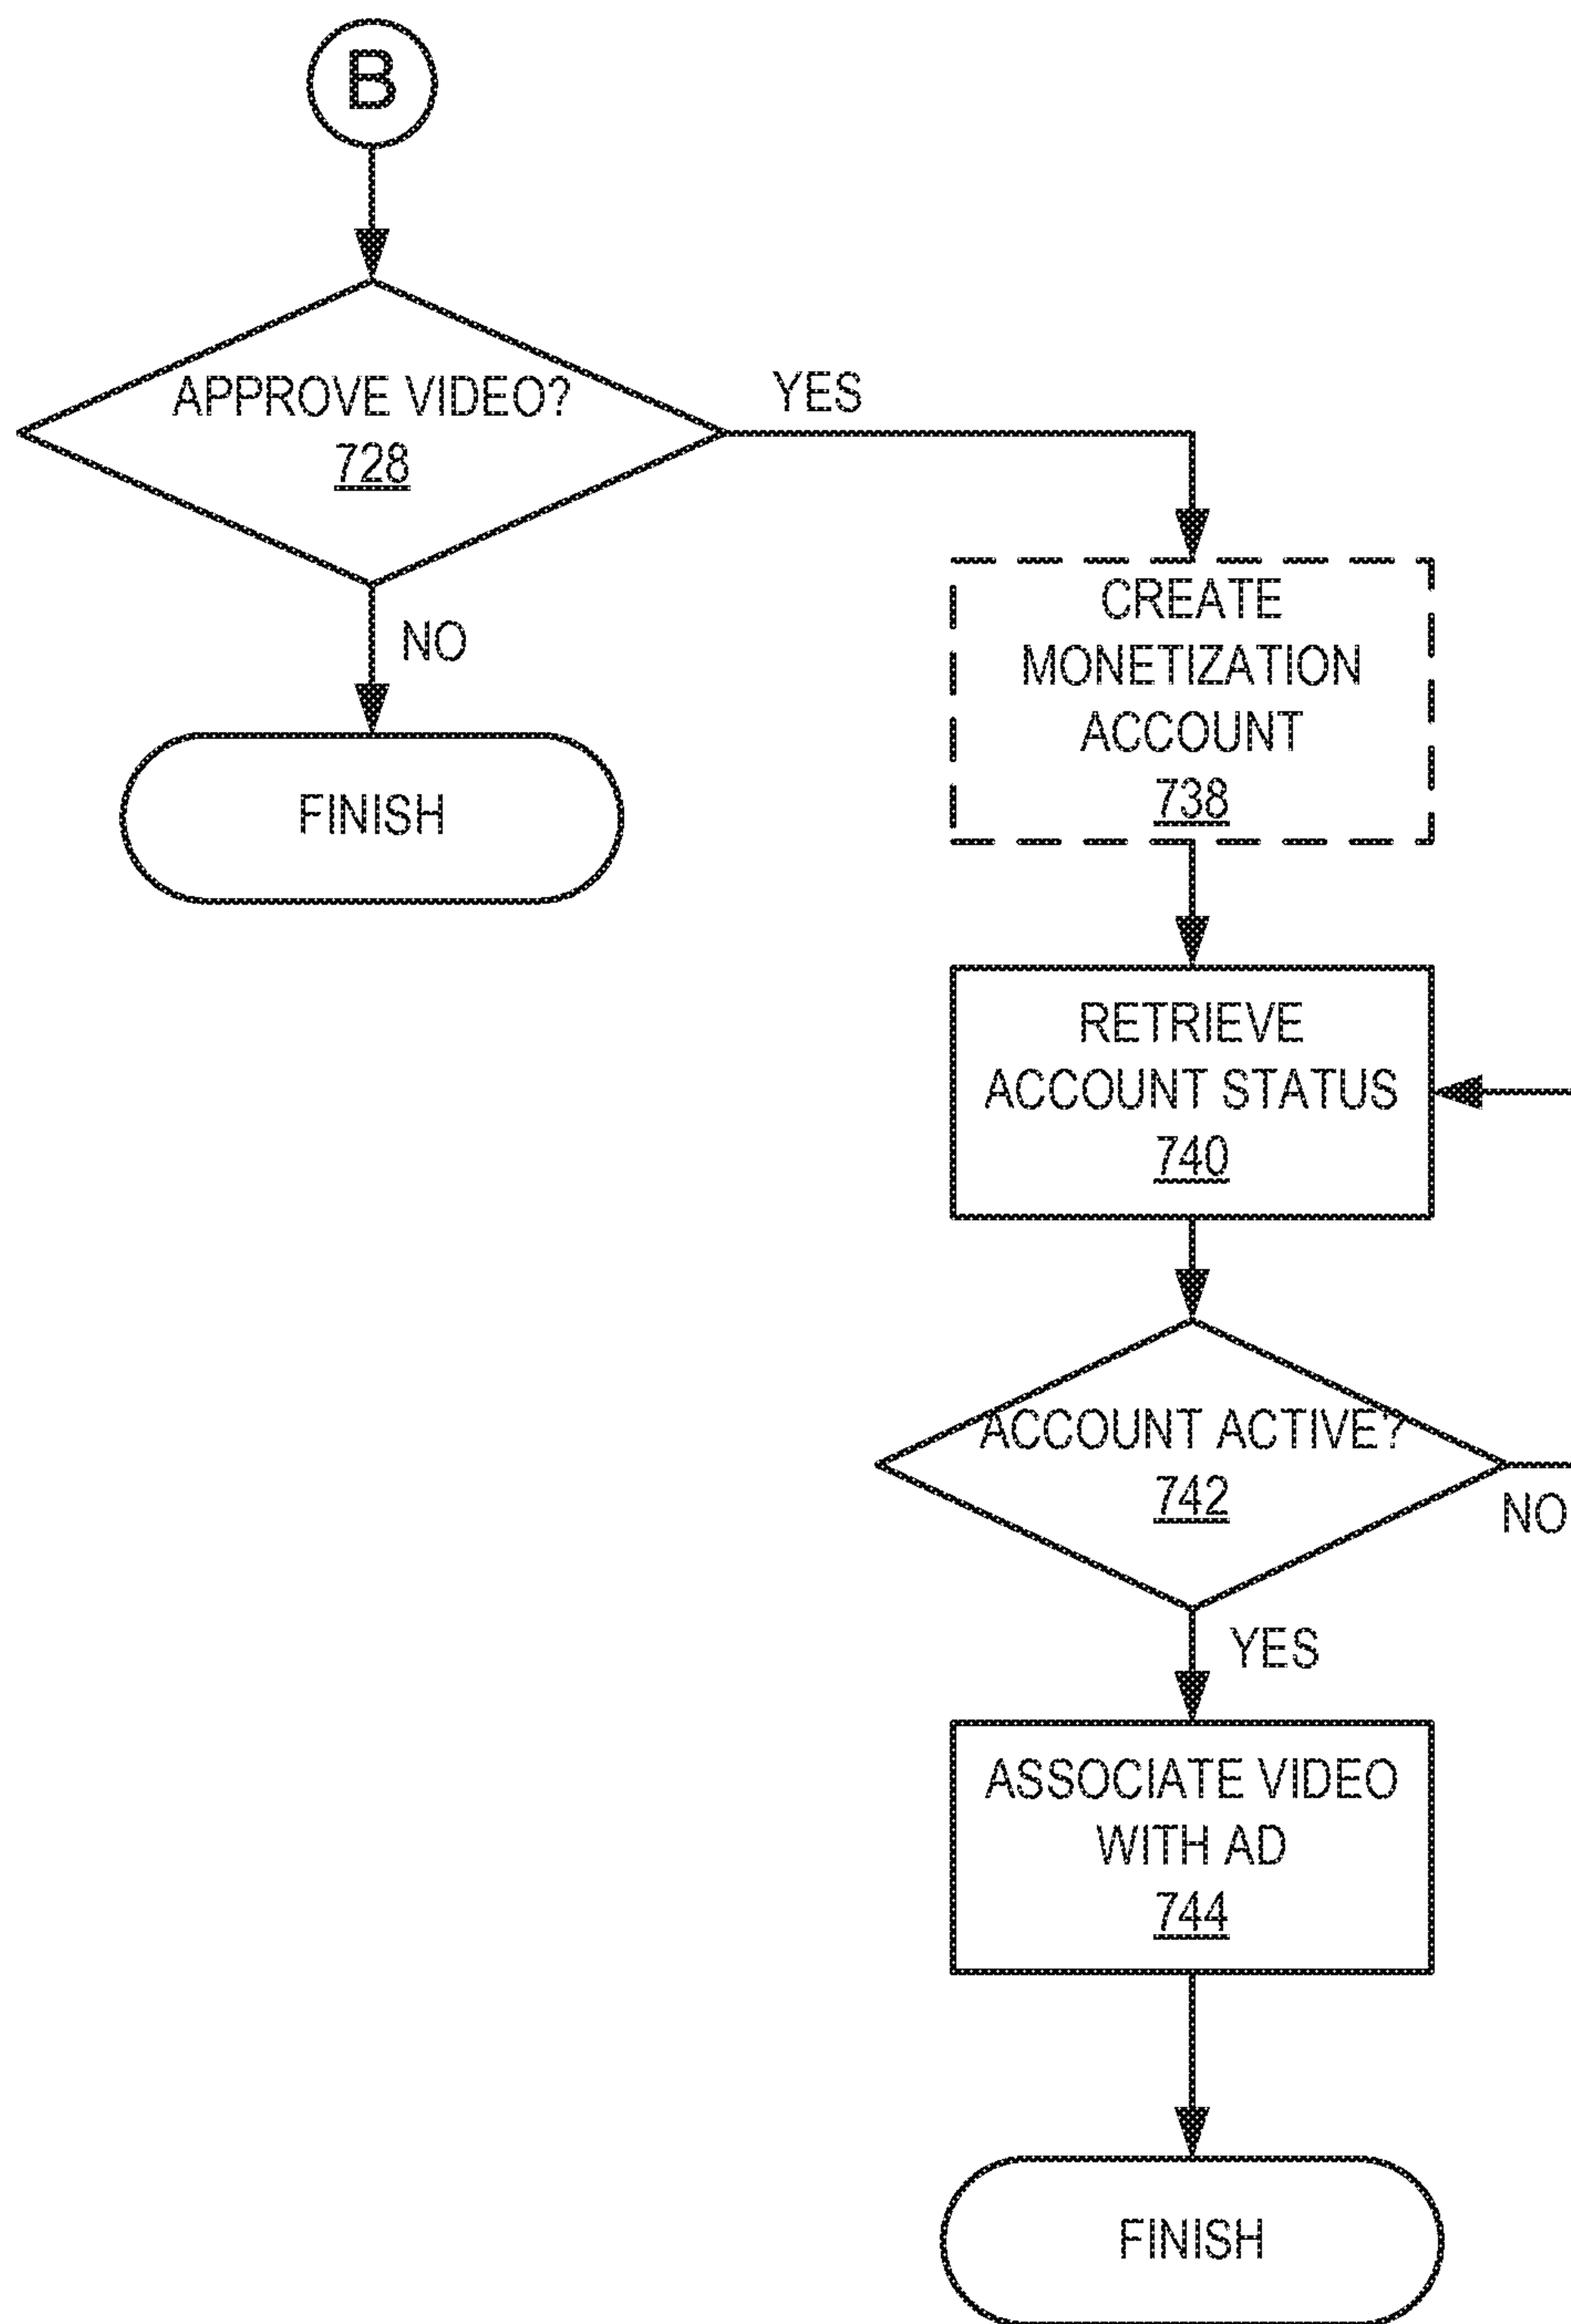 B
APPROVE VIDEO?
728
YES
NO
FINISH
CREATE
MONETIZATION
ACCOUNT
738
RETRIEVE
ACCOUNT STATUS
740
ACCOUNT ACTIVE?
742
NO
YES
ASSOCIATE VIDEO
WITH AD
744
FINISH